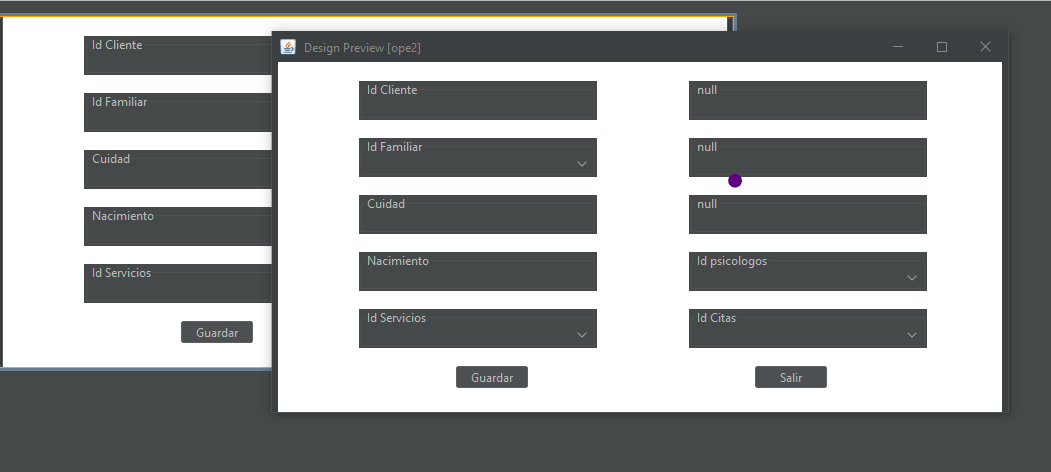 Id Cliente
Id Familiar
Cuidad
Nacimiento
Id Servicios
Guardar
Design Preview [ope2]
Id Cliente
null
Id Familiar
null
Cuidad
null
Nacimiento
Id psicologos
Id Servicios
Id Citas
Guardar
Salir